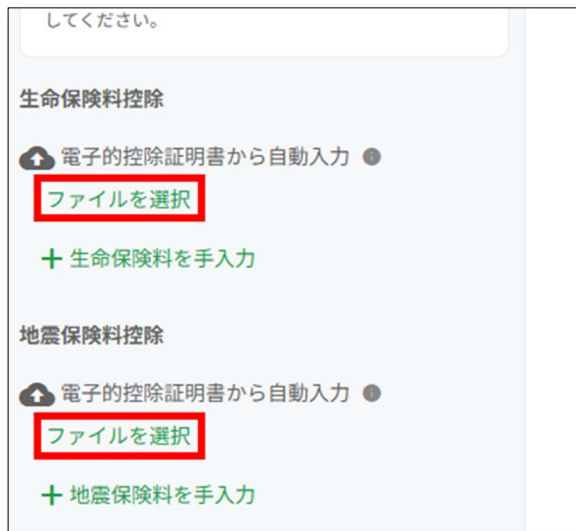 してください。
生命保険料控除
電子的控除証明書から自動入力
ファイルを選択
+ 生命保険料を手入力
地震保険料控除
電子的控除証明書から自動入力
ファイルを選択
+ 地震保険料を手入力